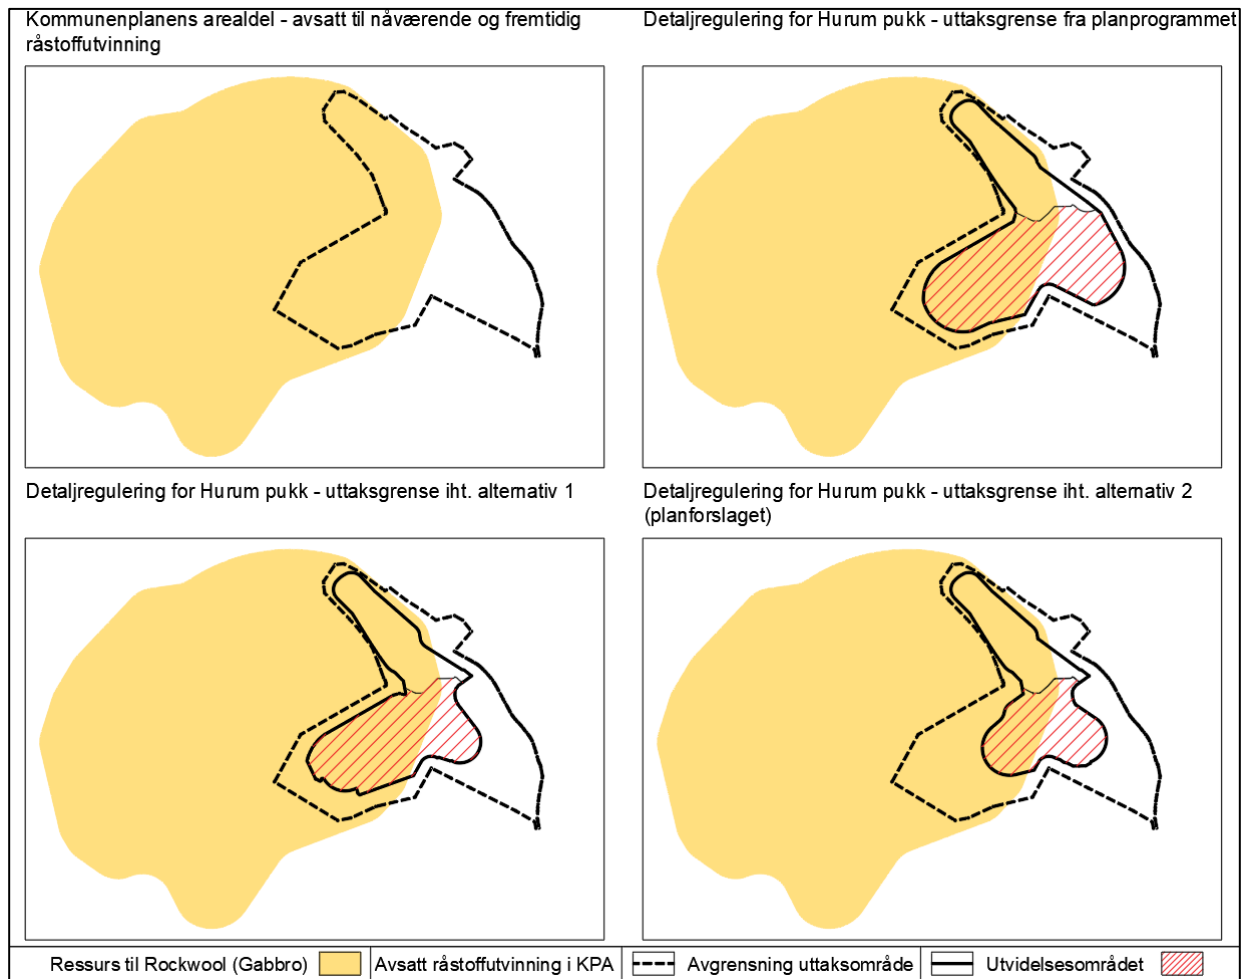 Kommunenplanens arealdel - avsatt til nåværende og fremtidig
råstoffutvinning
Detaljregulering for Hurum pukk - uttaksgrense fra planprogrammet
Detaljregulering for Hurum pukk - uttaksgrense iht. alternativ 1
Detaljregulering for Hurum pukk - uttaksgrense iht. alternativ 2
(planforslaget)
Ressurs til Rockwool (Gabbro) Avsatt råstoffutvinning i KPA Avgrensning uttaksområde Utvidelsesområdet